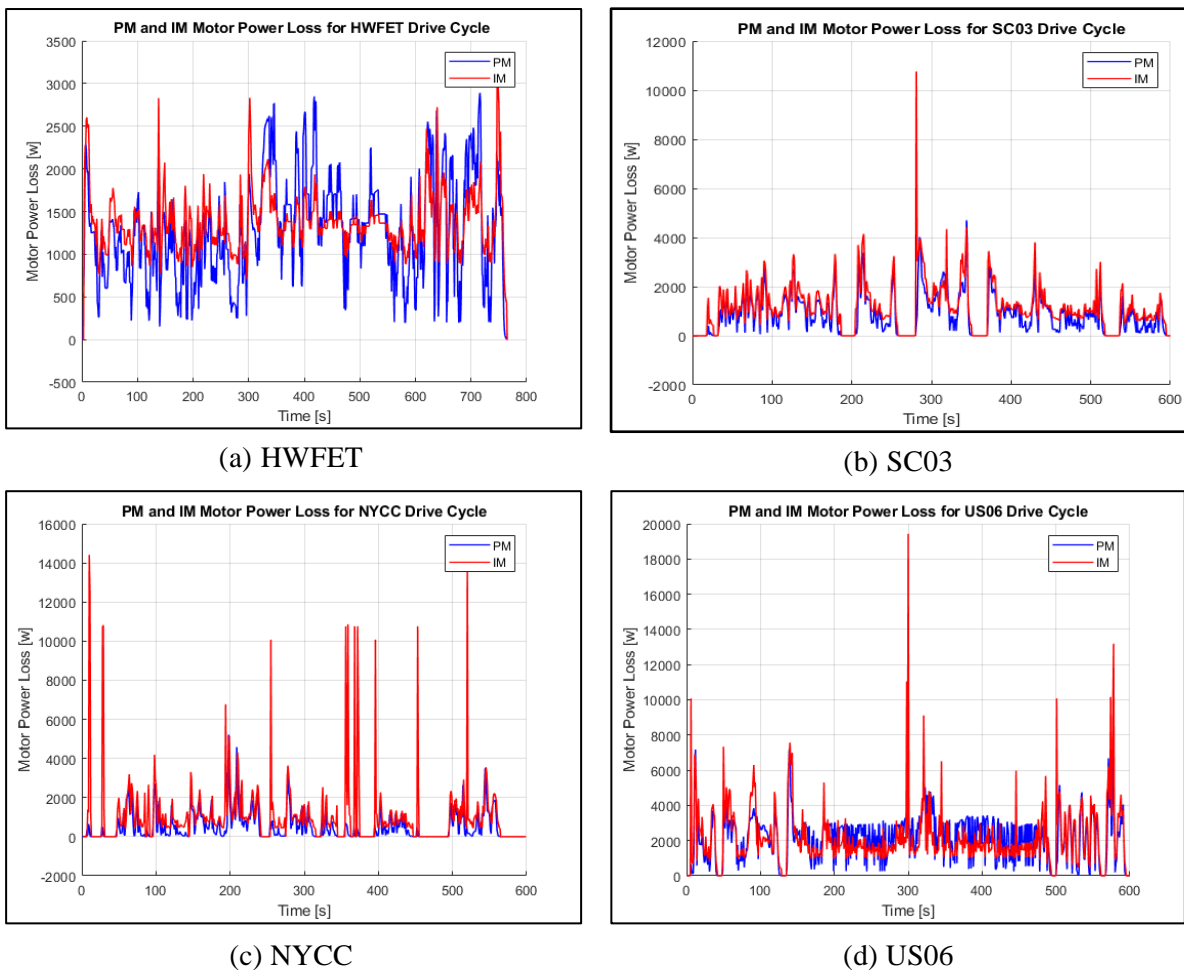 PM and IM Motor Power Loss for HWFET Drive Cycle
3500
3000
2500
2000
1500
1000
500
0
-500
Motor Power Loss [w]
PM
IM
0 100 200 300 400 500 600 700 800
Time [s]
(a) HWFET
PM and IM Motor Power Loss for SC03 Drive Cycle
12000
10000
8000
6000
4000
2000
0
-2000
Motor Power Loss [w]
PM
IM
0 100 200 300 400 500 600
Time [s]
(b) SC03
PM and IM Motor Power Loss for NYCC Drive Cycle
16000
14000
12000
10000
8000
6000
4000
2000
0
-2000
Motor Power Loss [w]
PM
IM
0 100 200 300 400 500 600
Time [s]
(c) NYCC
PM and IM Motor Power Loss for US06 Drive Cycle
20000
18000
16000
14000
12000
10000
8000
6000
4000
2000
0
Motor Power Loss [w]
PM
IM
0 100 200 300 400 500 600
Time [s]
(d) US06